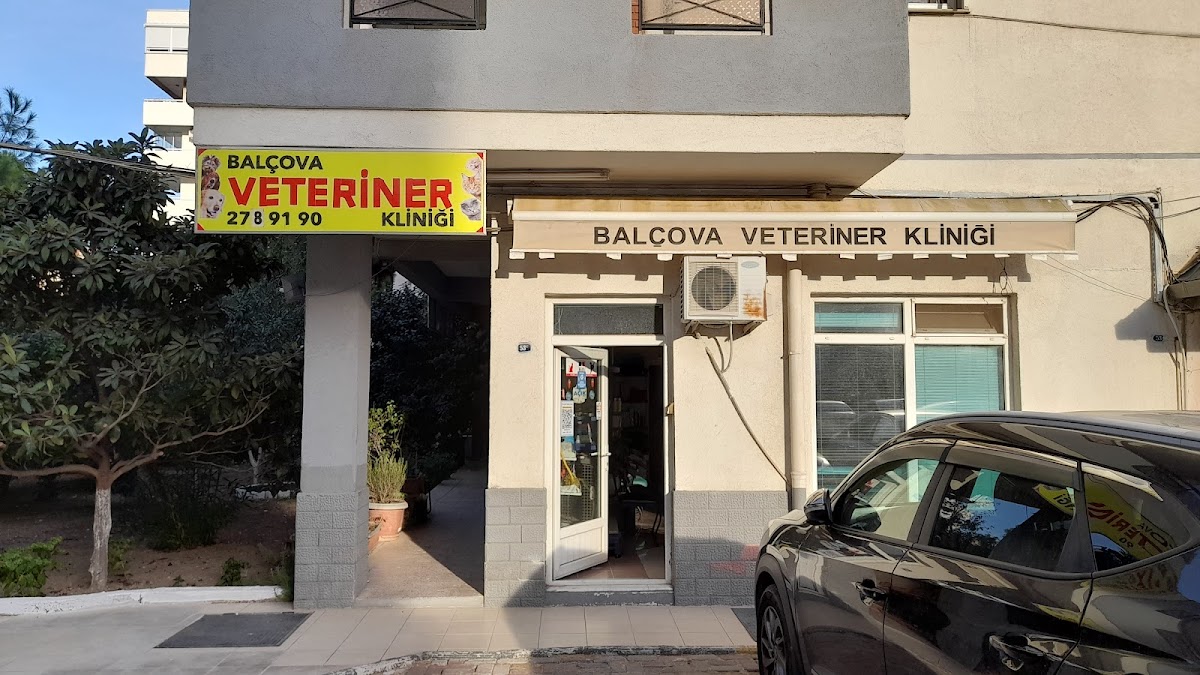 BALÇOVA
VETERİNER
278 91 90 KLİNİĞİ
BALÇOVA VETERİNER KLİNİĞİ